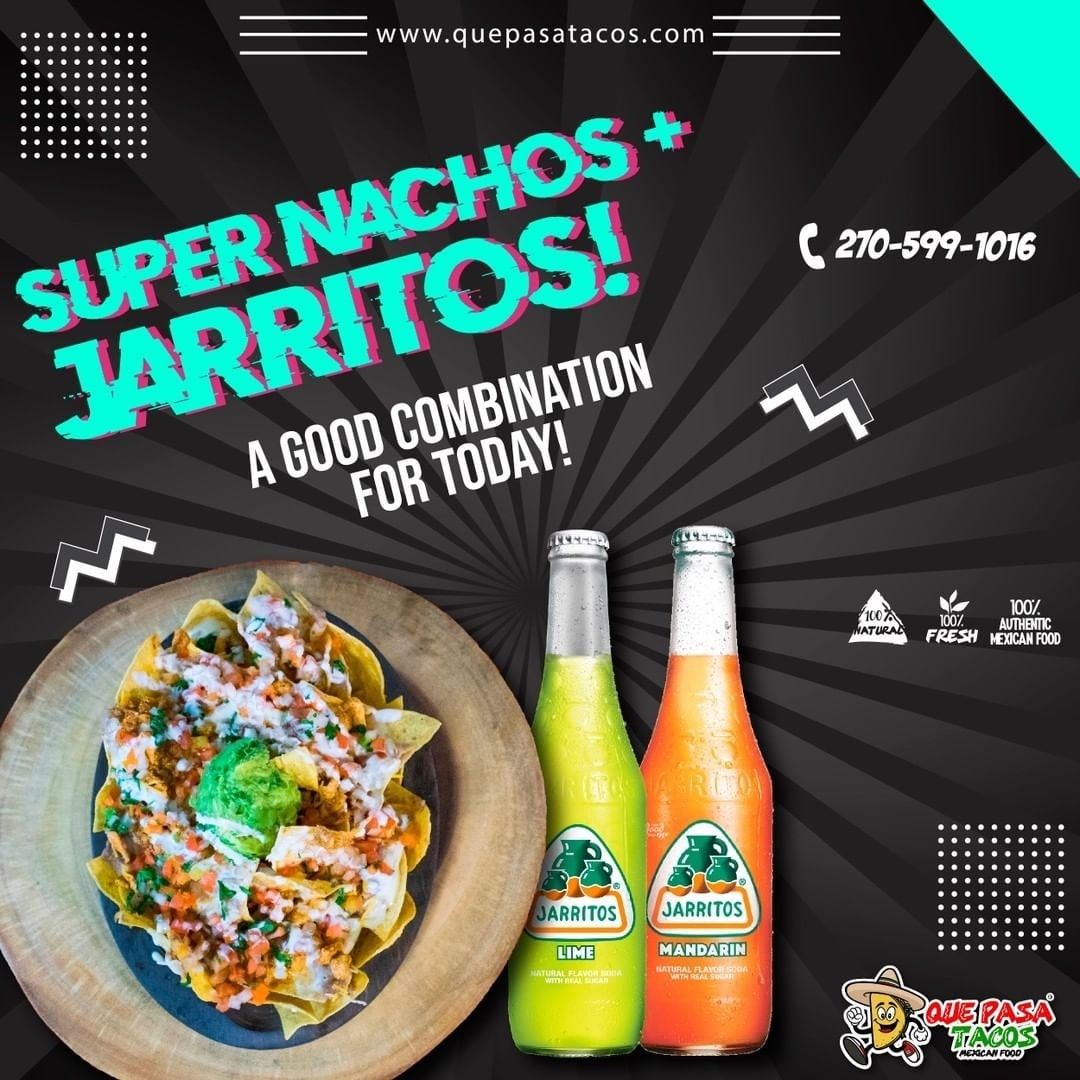 www.quepasatacos.com
SUPER NACHOS +
JARRITOS!
270-599-1016
A GOOD COMBINATION
FOR TODAY!
100%
NATURAL
100%
FRESH
100%
AUTHENTIC
MEXICAN FOOD
JARRITOS
JARRITOS
JARRITOS
LIME
NATURAL FLAVOR SODA
WITH REAL SUGAR
JARRITOS
MANDARIN
NATURAL FLAVOR SODA
WITH REAL SUGAR
QUE PASA®
TACOS
MEXICAN FOOD